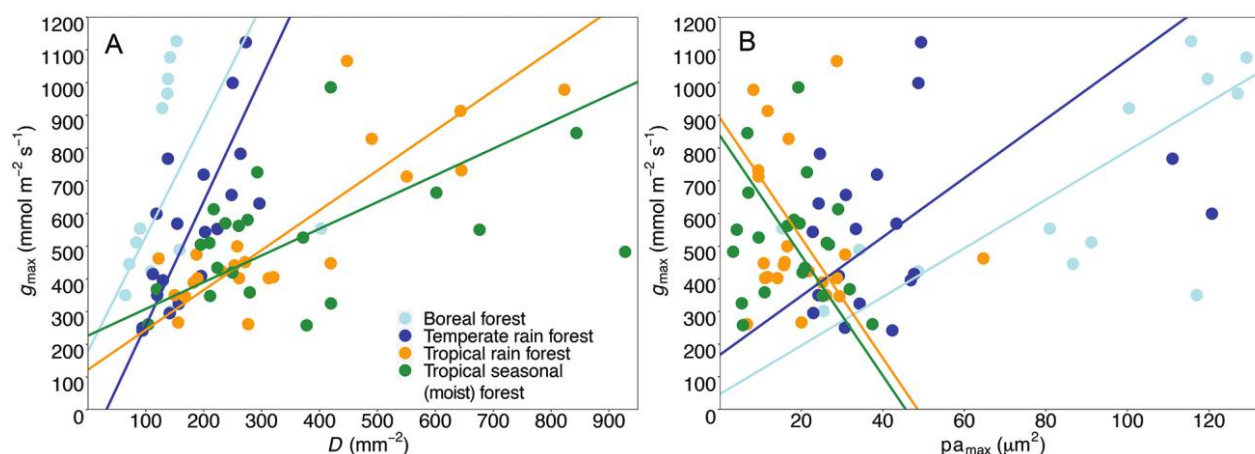 A
1200
1100
1000
900
800
700
600
500
400
300
200
100
0
gmax (mmol m−2 s−1)
100 200 300 400 500 600 700 800 900
D (mm−2)
Boreal forest
Temperate rain forest
Tropical rain forest
Tropical seasonal
(moist) forest
B
1200
1100
1000
900
800
700
600
500
400
300
200
100
0
gmax (mmol m−2 s−1)
20 40 60 80 100 120
pamax (μm2)